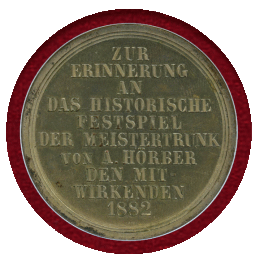 ZUR
ERINNERUNG
AN
DAS HISTORISCHE
FESTSPIEL
DER MEISTERTRUNK
VON A. HÖRBER
DEN MIT-
WIRKENDEN
1882